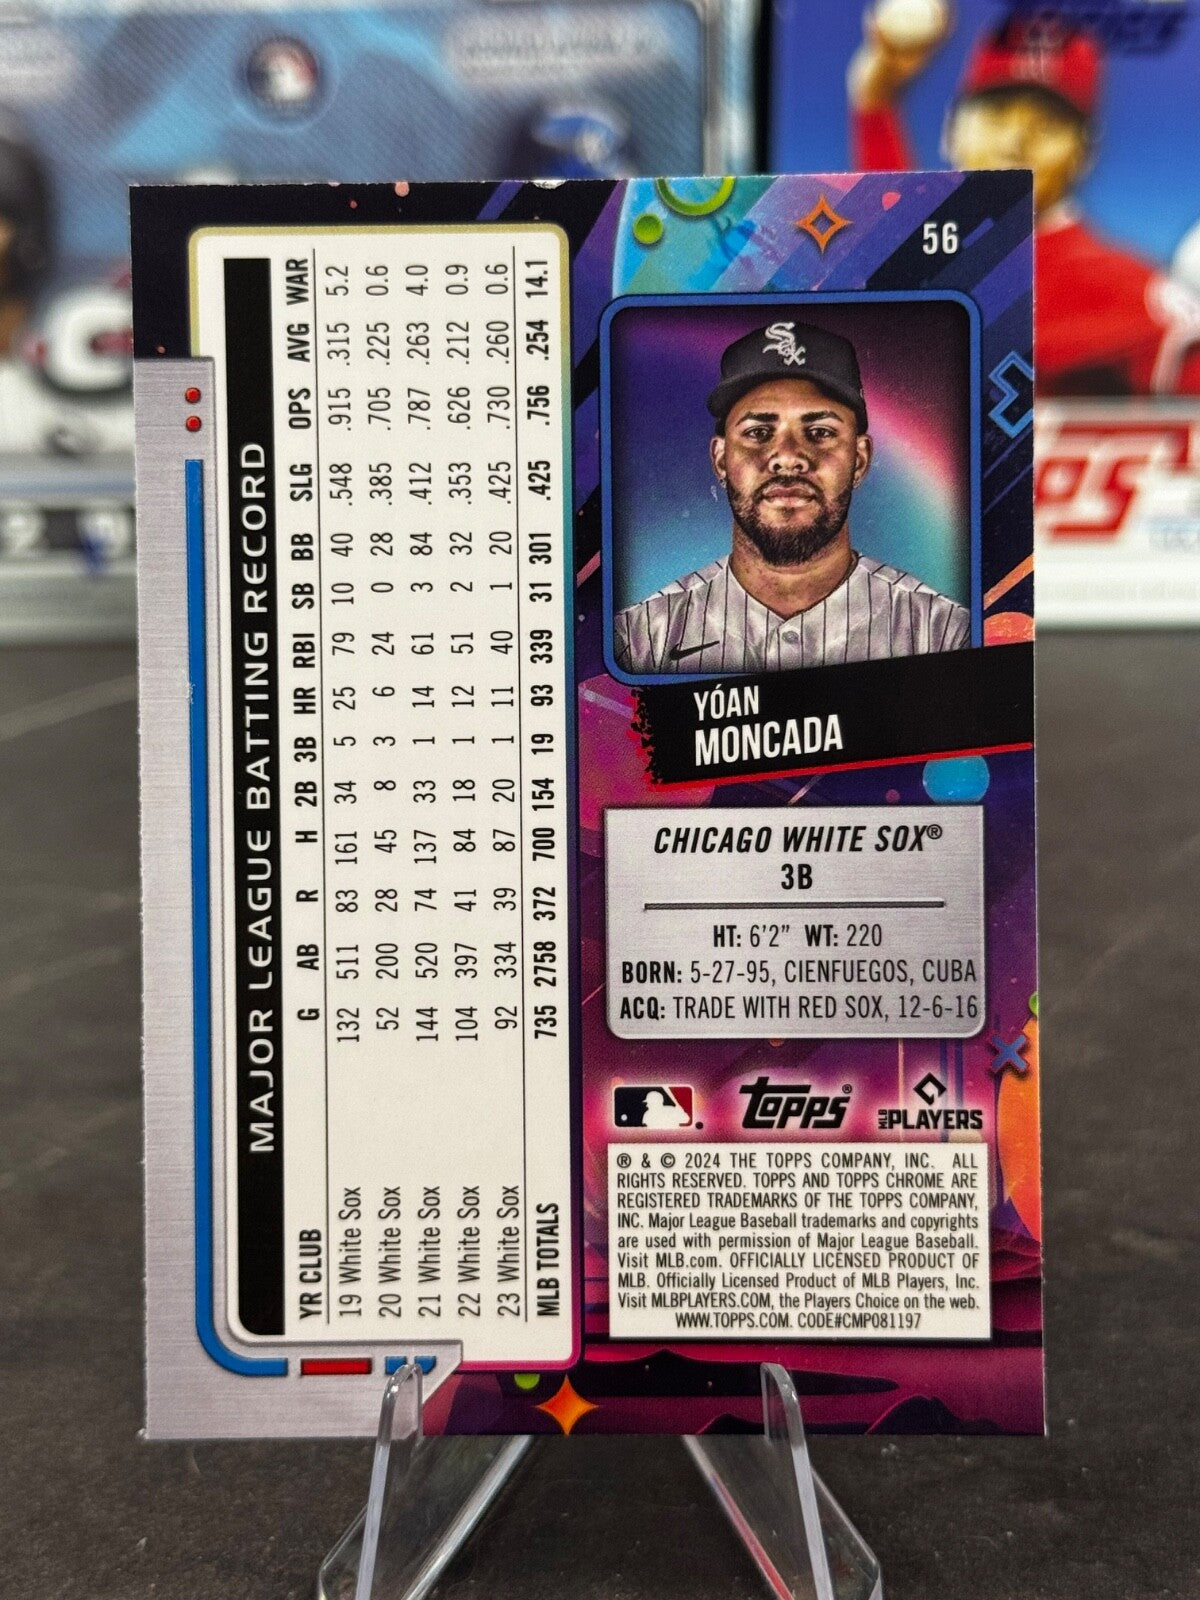 56
YÓAN
MONCADA
CHICAGO WHITE SOX®
3B
HT: 6'2" WT: 220
BORN: 5-27-95, CIENFUEGOS, CUBA
ACQ: TRADE WITH RED SOX, 12-6-16
topps®
MLB PLAYERS
® & © 2024 THE TOPPS COMPANY, INC. ALL
RIGHTS RESERVED. TOPPS AND TOPPS CHROME ARE
REGISTERED TRADEMARKS OF THE TOPPS COMPANY,
INC. Major League Baseball trademarks and copyrights
are used with permission of Major League Baseball.
Visit MLB.com. OFFICIALLY LICENSED PRODUCT OF
MLB. Officially Licensed Product of MLB Players, Inc.
Visit MLBPLAYERS.COM, the Players Choice on the web.
WWW.TOPPS.COM. CODE#CMP081197
MAJOR LEAGUE BATTING RECORD
YR CLUB G AB R H 2B 3B HR RBI SB BB SLG OPS AVG WAR
19 White Sox 132 511 83 161 34 5 25 79 10 40 .548 .915 .315 5.2
20 White Sox 52 200 28 45 8 3 6 24 0 28 .385 .705 .225 0.6
21 White Sox 144 520 74 137 33 1 14 61 3 84 .412 .787 .263 4.0
22 White Sox 104 397 41 84 18 1 12 51 2 32 .353 .626 .212 0.9
23 White Sox 92 334 39 87 20 1 11 40 1 20 .425 .730 .260 0.6
MLB TOTALS 735 2758 372 700 154 19 93 339 31 301 .425 .756 .254 14.1